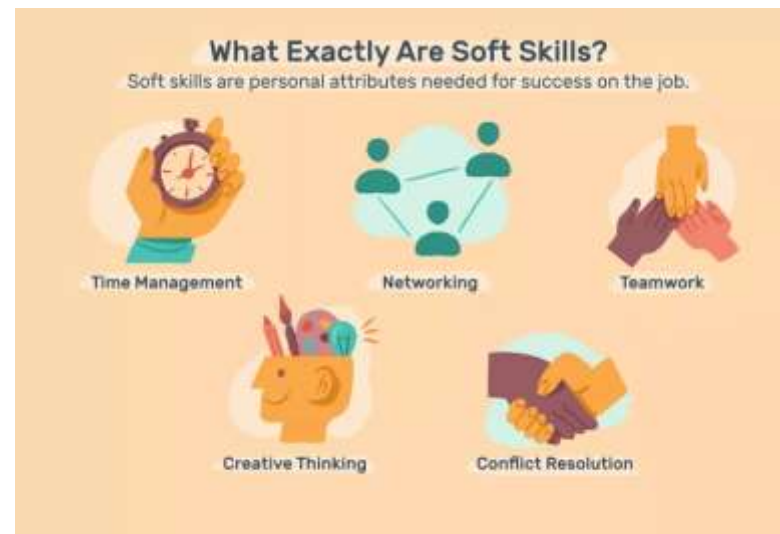 What Exactly Are Soft Skills?
Soft skills are personal attributes needed for success on the job.
Time Management
Networking
Teamwork
Creative Thinking
Conflict Resolution